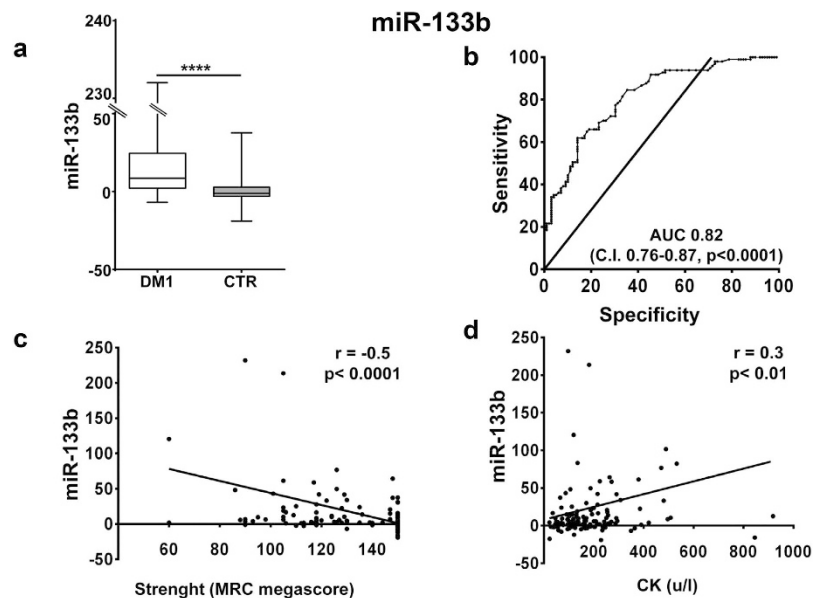 miR-133b
a
240
230
50
0
-50
miR-133b
****
DM1 CTR
b
100
80
60
40
20
0
Sensitivity
0 20 40 60 80 100
Specificity
AUC 0.82
(C.I. 0.76-0.87, p<0.0001)
c
250
200
150
100
50
0
-50
miR-133b
r = -0.5
p< 0.0001
60 80 100 120 140
Strenght (MRC megascore)
d
250
200
150
100
50
0
-50
miR-133b
r = 0.3
p< 0.01
200 400 600 800 1000
CK (u/l)